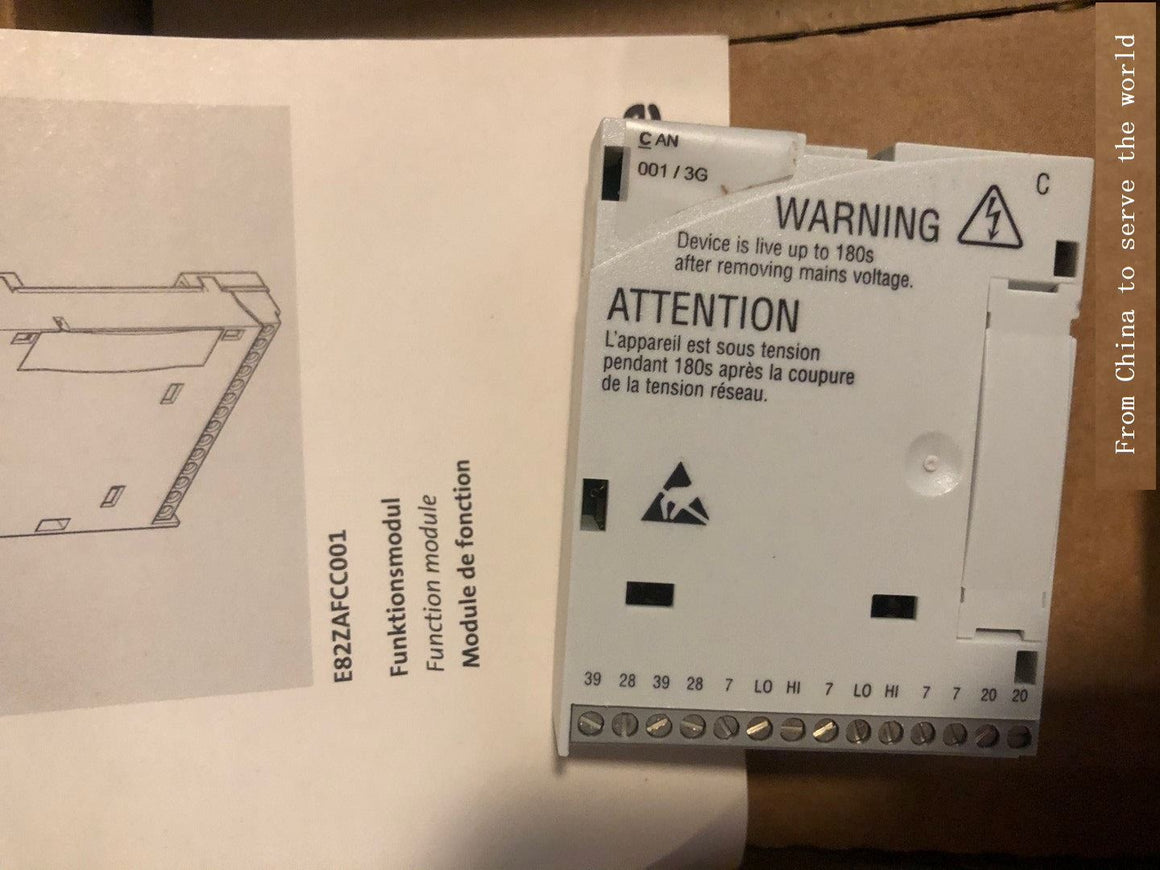 E82ZAFCC001
Funktionsmodul
Function module
Module de fonction
CAN
001 / 3G
C
WARNING
Device is live up to 180s
after removing mains voltage.
ATTENTION
L'appareil est sous tension
pendant 180s après la coupure
de la tension réseau.
39 28 39 28 7 LO HI 7 LO HI 7 7 20 20
From China to serve the world